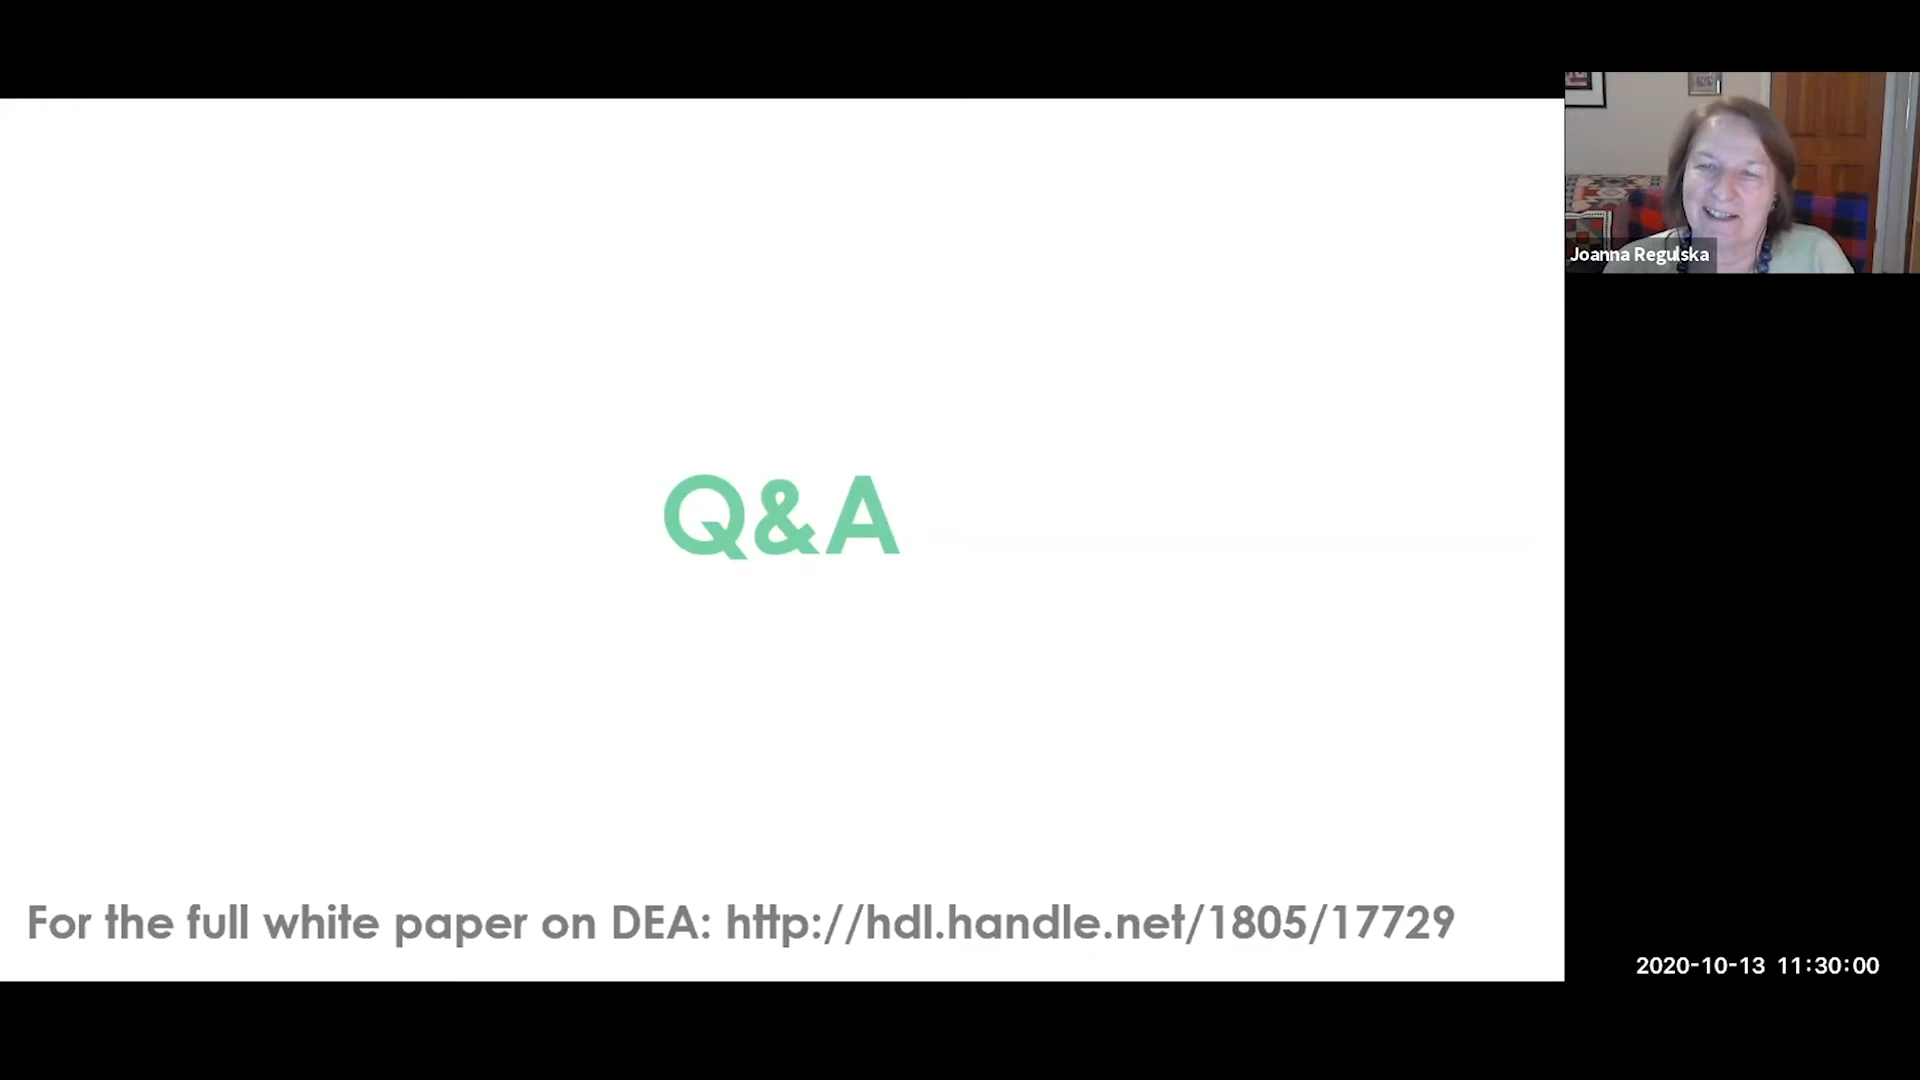 Joanna Regulska
Q&A
For the full white paper on DEA: http://hdl.handle.net/1805/17729
2020-10-13 11:30:00